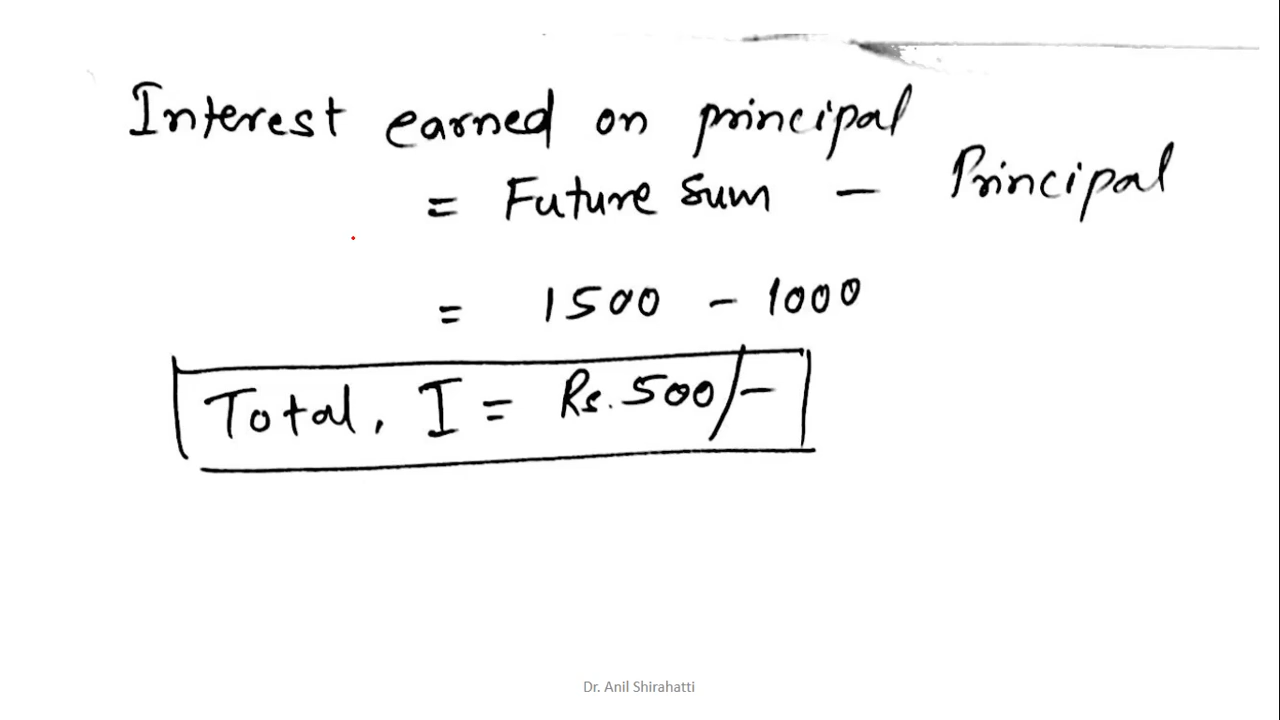 Interest earned on principal
= Future sum - Principal
= 1500 - 1000
Total, I = Rs. 500/-
Dr. Anil Shirahatti